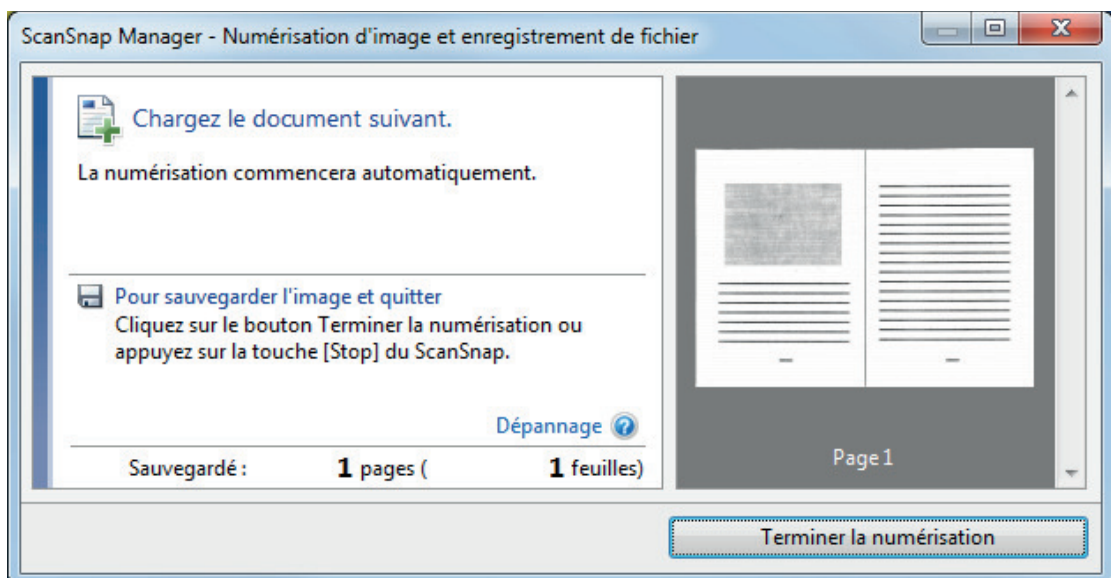 ScanSnap Manager - Numérisation d'image et enregistrement de fichier
Chargez le document suivant.
La numérisation commencera automatiquement.
Pour sauvegarder l'image et quitter
Cliquez sur le bouton Terminer la numérisation ou
appuyez sur la touche [Stop] du ScanSnap.
Dépannage
Sauvegardé : 1 pages ( 1 feuilles)
Page 1
Terminer la numérisation